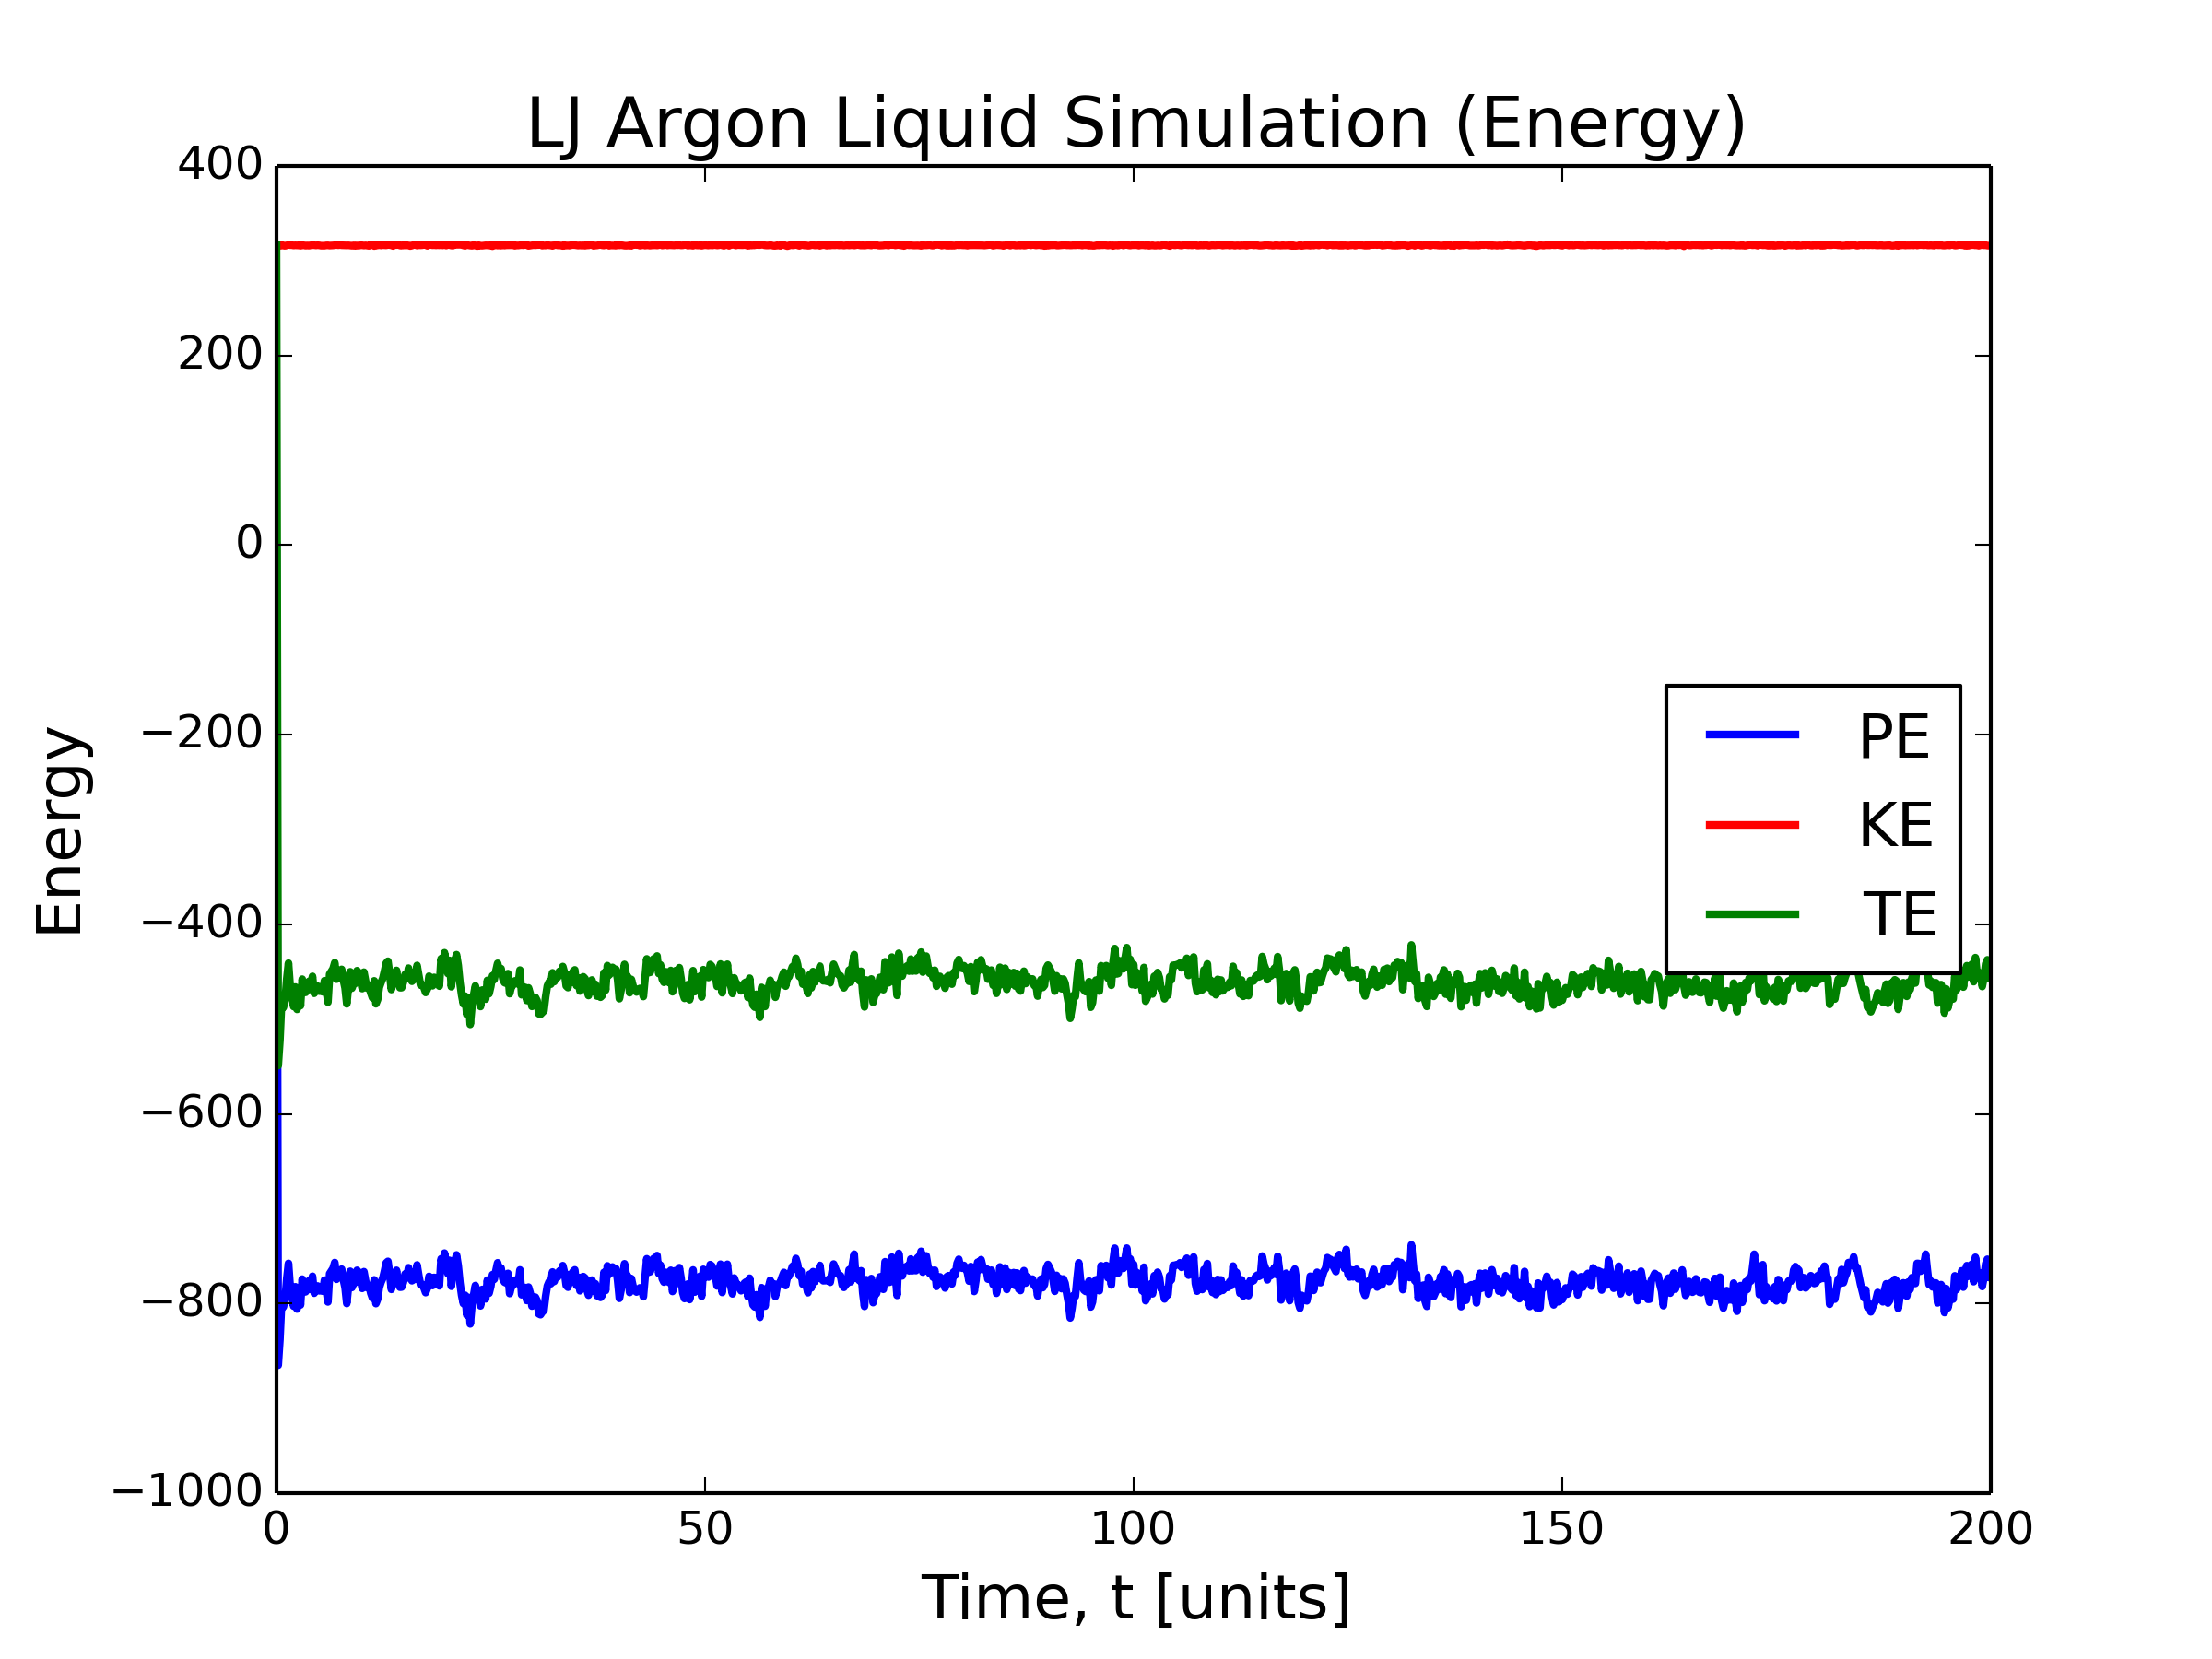 LJ Argon Liquid Simulation (Energy)
400
200
0
−200
−400
−600
−800
−1000
Energy
PE
KE
TE
0 50 100 150 200
Time, t [units]